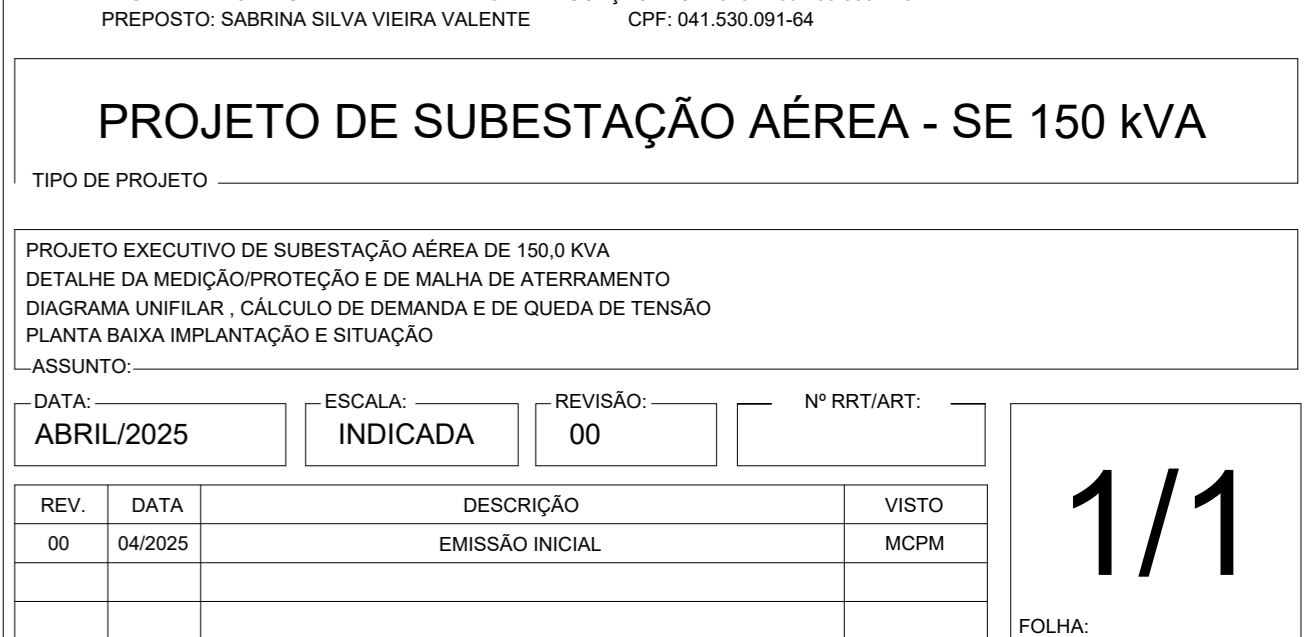 PREPOSTO: SABRINA SILVA VIEIRA VALENTE CPF: 041.530.091-64
PROJETO DE SUBESTAÇÃO AÉREA - SE 150 kVA
TIPO DE PROJETO
PROJETO EXECUTIVO DE SUBESTAÇÃO AÉREA DE 150,0 KVA
DETALHE DA MEDIÇÃO/PROTEÇÃO E DE MALHA DE ATERRAMENTO
DIAGRAMA UNIFILAR , CÁLCULO DE DEMANDA E DE QUEDA DE TENSÃO
PLANTA BAIXA IMPLANTAÇÃO E SITUAÇÃO
ASSUNTO:
DATA: ESCALA: REVISÃO: Nº RRT/ART:
ABRIL/2025 INDICADA 00
REV. DATA DESCRIÇÃO VISTO
00 04/2025 EMISSÃO INICIAL MCPM
1/1
FOLHA: